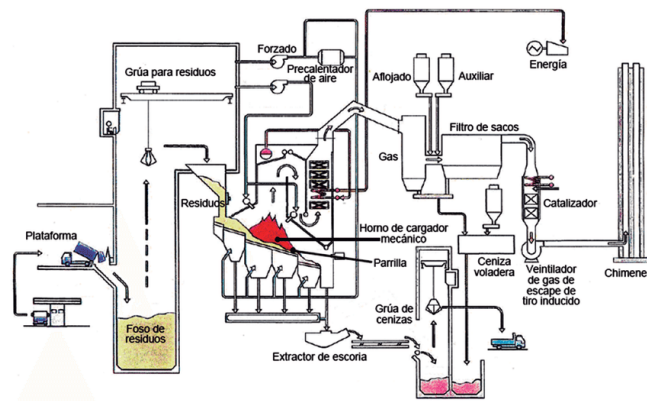 Forzado
Grúa para residuos
Precalentador
de aire
Energía
Aflojado
Auxiliar
Filtro de sacos
Gas
Residuos
Catalizador
Horno de cargador
mecánico
Plataforma
Parrilla
Ceniza
voladera
Veintilador
de gas de
escape de
tiro inducido
Chimene
Grúa de
cenizas
Foso de
residuos
Extractor de escoria